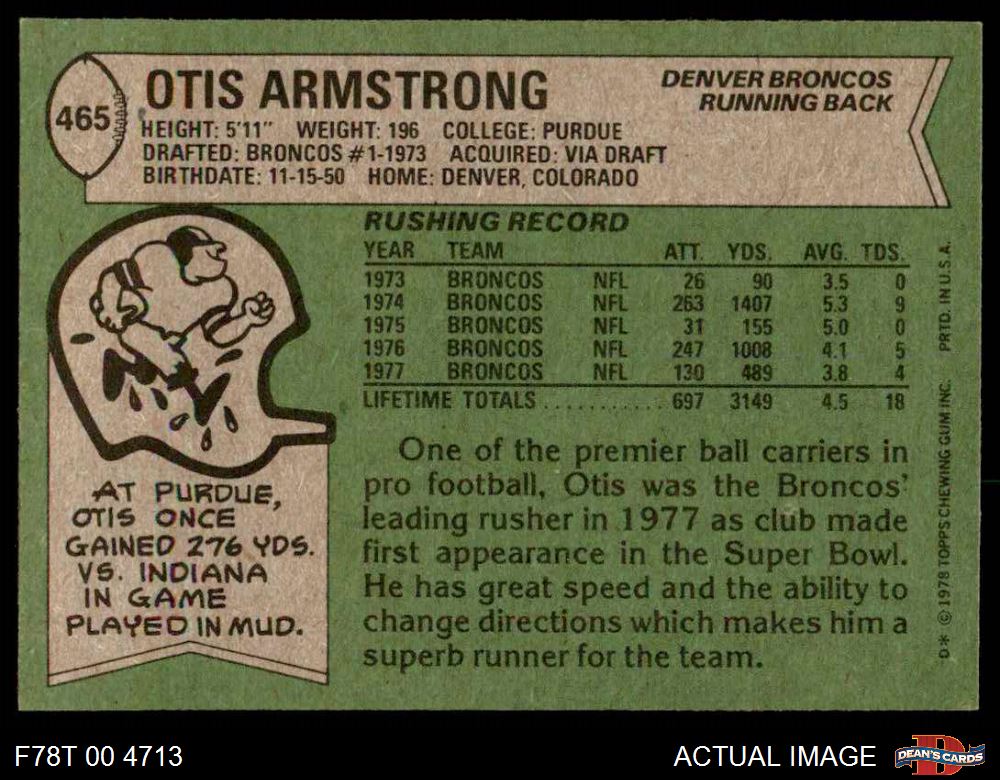 465
OTIS ARMSTRONG
DENVER BRONCOS
RUNNING BACK
HEIGHT: 5'11" WEIGHT: 196 COLLEGE: PURDUE
DRAFTED: BRONCOS #1-1973 ACQUIRED: VIA DRAFT
BIRTHDATE: 11-15-50 HOME: DENVER, COLORADO
RUSHING RECORD
YEAR TEAM ATT. YDS. AVG. TDS.
1973 BRONCOS NFL 26 90 3.5 0
1974 BRONCOS NFL 263 1407 5.3 9
1975 BRONCOS NFL 31 155 5.0 0
1976 BRONCOS NFL 247 1008 4.1 5
1977 BRONCOS NFL 130 489 3.8 4
LIFETIME TOTALS ........... 697 3149 4.5 18
AT PURDUE,
OTIS ONCE
GAINED 276 YDS.
VS. INDIANA
IN GAME
PLAYED IN MUD.
One of the premier ball carriers in
pro football, Otis was the Broncos'
leading rusher in 1977 as club made
first appearance in the Super Bowl.
He has great speed and the ability to
change directions which makes him a
superb runner for the team.
D* © 1978 TOPPS CHEWING GUM INC. PRTD. IN U.S.A.
F78T 00 4713
ACTUAL IMAGE
D
DEAN'S CARDS